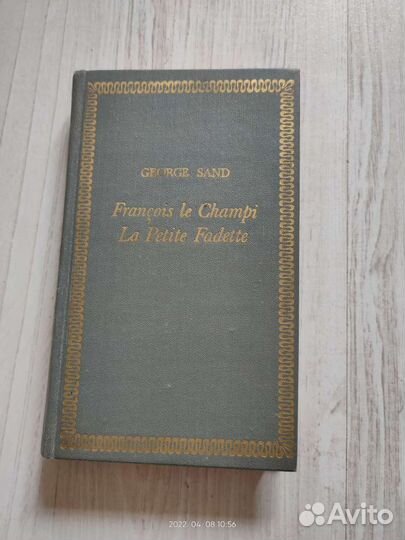 GEORGE SAND
François le Champi
La Petite Fadette
2022. 04. 08 10:56
Avito